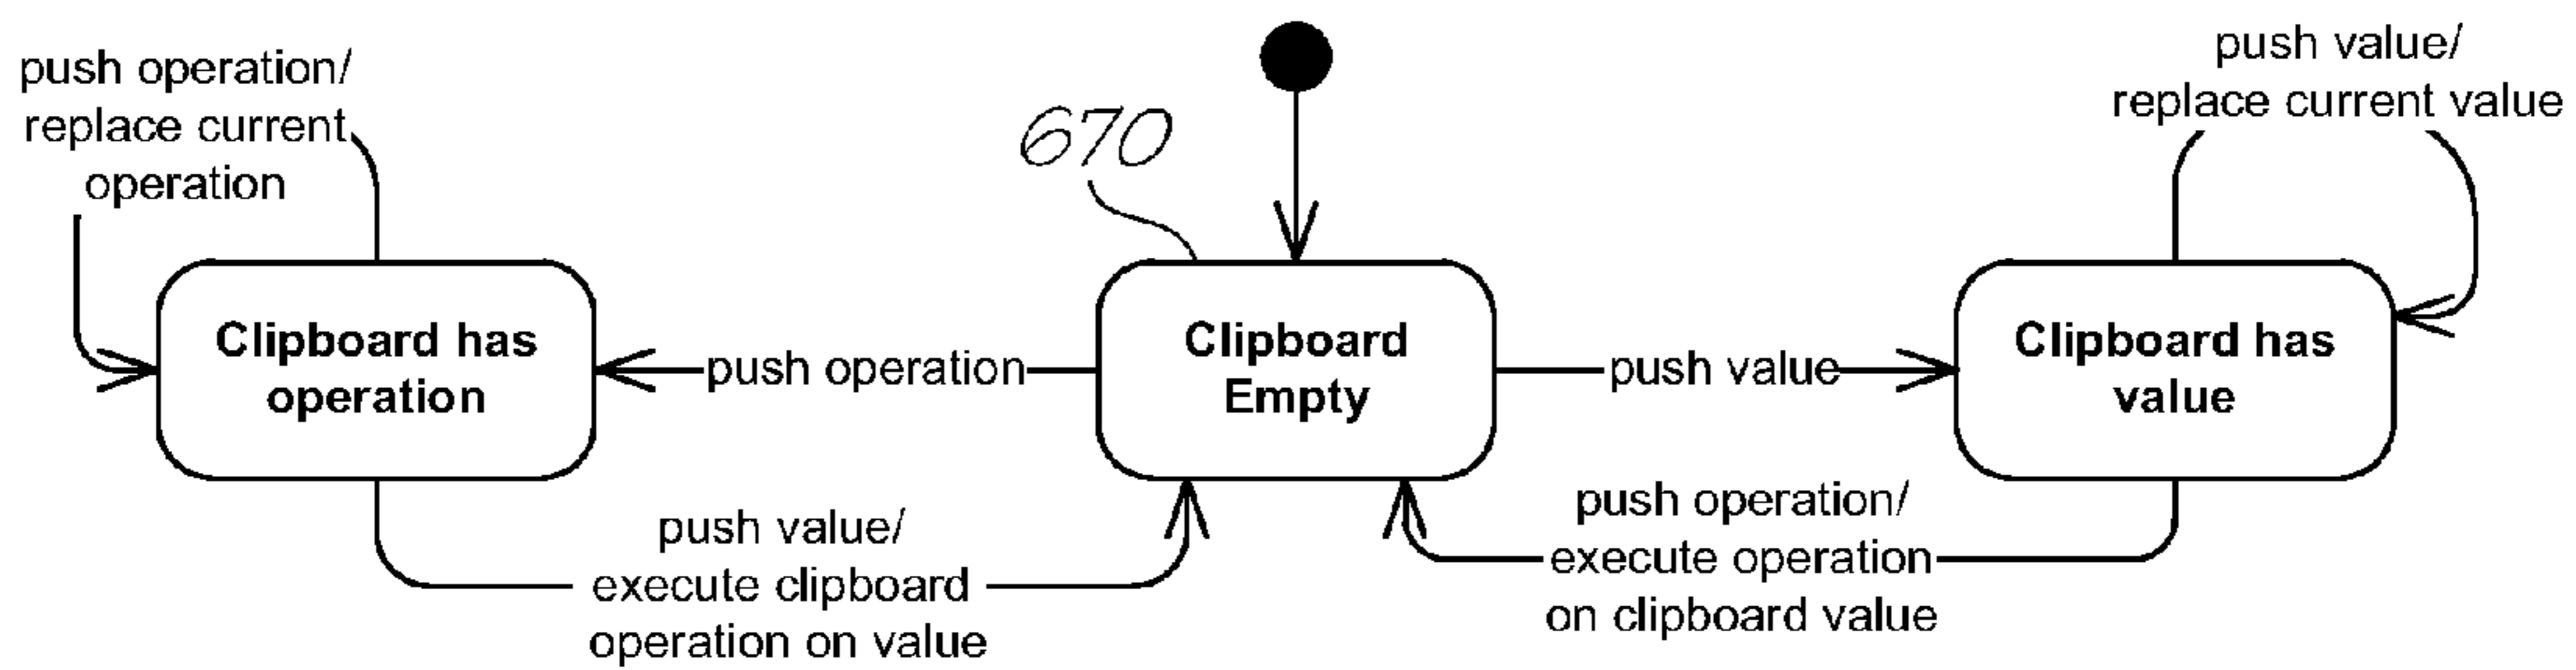 push operation/
replace current
operation
670
push value/
replace current value
Clipboard has
operation
push operation
Clipboard
Empty
push value
Clipboard has
value
push value/
execute clipboard
operation on value
push operation/
execute operation
on clipboard value